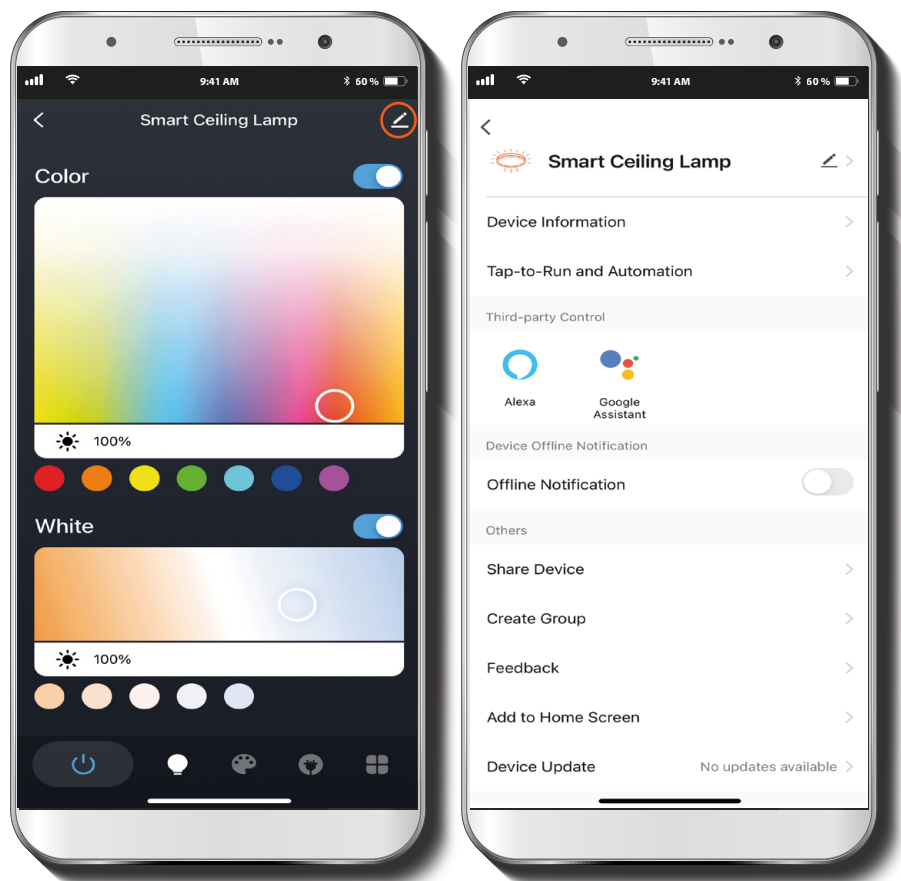 9:41 AM
60 %
Smart Ceiling Lamp
Color
100%
White
100%
9:41 AM
60 %
Smart Ceiling Lamp
Device Information
Tap-to-Run and Automation
Third-party Control
Alexa
Google
Assistant
Device Offline Notification
Offline Notification
Others
Share Device
Create Group
Feedback
Add to Home Screen
Device Update
No updates available